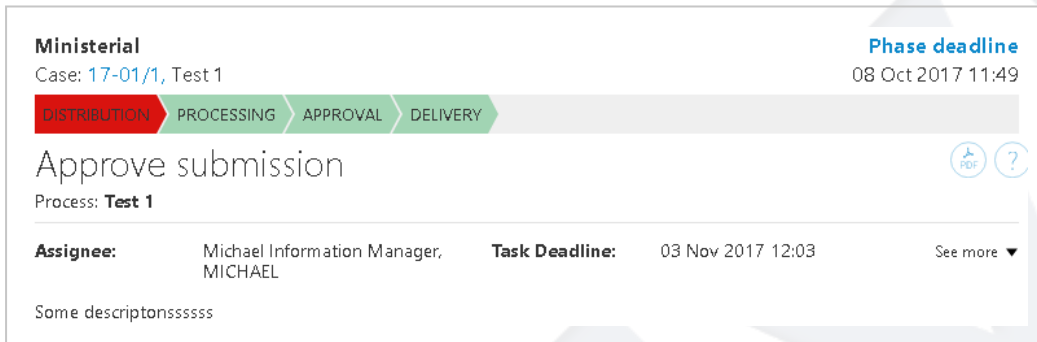 Ministerial
Phase deadline
Case: 17-01/1, Test 1
08 Oct 2017 11:49
DISTRIBUTION PROCESSING APPROVAL DELIVERY
Approve submission
PDF ?
Process: Test 1
Assignee: Michael Information Manager, MICHAEL
Task Deadline: 03 Nov 2017 12:03
See more ▼
Some descriptonssssss